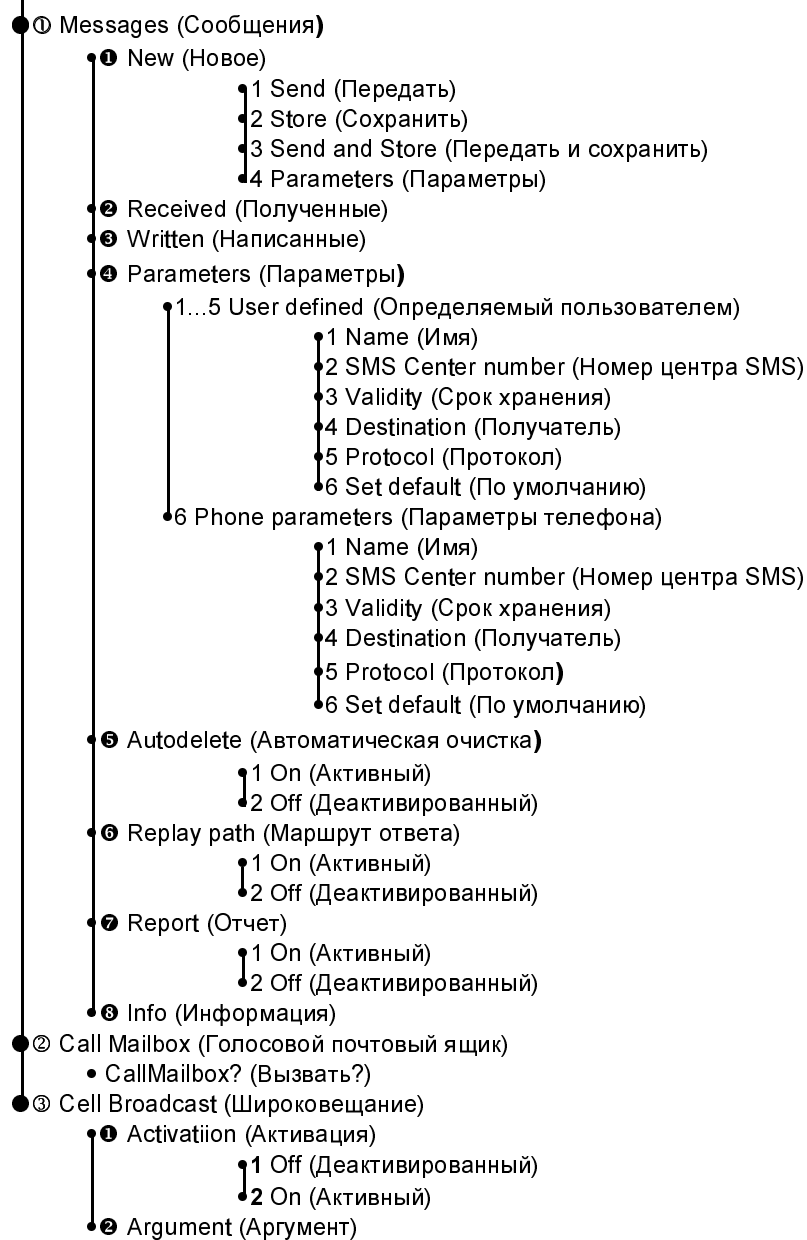 ① Messages (Сообщения)
❶ New (Новое)
1 Send (Передать)
2 Store (Сохранить)
3 Send and Store (Передать и сохранить)
4 Parameters (Параметры)
❷ Received (Полученные)
❸ Written (Написанные)
❹ Parameters (Параметры)
1...5 User defined (Определяемый пользователем)
1 Name (Имя)
2 SMS Center number (Номер центра SMS)
3 Validity (Срок хранения)
4 Destination (Получатель)
5 Protocol (Протокол)
6 Set default (По умолчанию)
6 Phone parameters (Параметры телефона)
1 Name (Имя)
2 SMS Center number (Номер центра SMS)
3 Validity (Срок хранения)
4 Destination (Получатель)
5 Protocol (Протокол)
6 Set default (По умолчанию)
❺ Autodelete (Автоматическая очистка)
1 On (Активный)
2 Off (Деактивированный)
❻ Replay path (Маршрут ответа)
1 On (Активный)
2 Off (Деактивированный)
❼ Report (Отчет)
1 On (Активный)
2 Off (Деактивированный)
❽ Info (Информация)
② Call Mailbox (Голосовой почтовый ящик)
• CallMailbox? (Вызвать?)
③ Cell Broadcast (Широковещание)
❶ Activatiion (Активация)
1 Off (Деактивированный)
2 On (Активный)
❷ Argument (Аргумент)